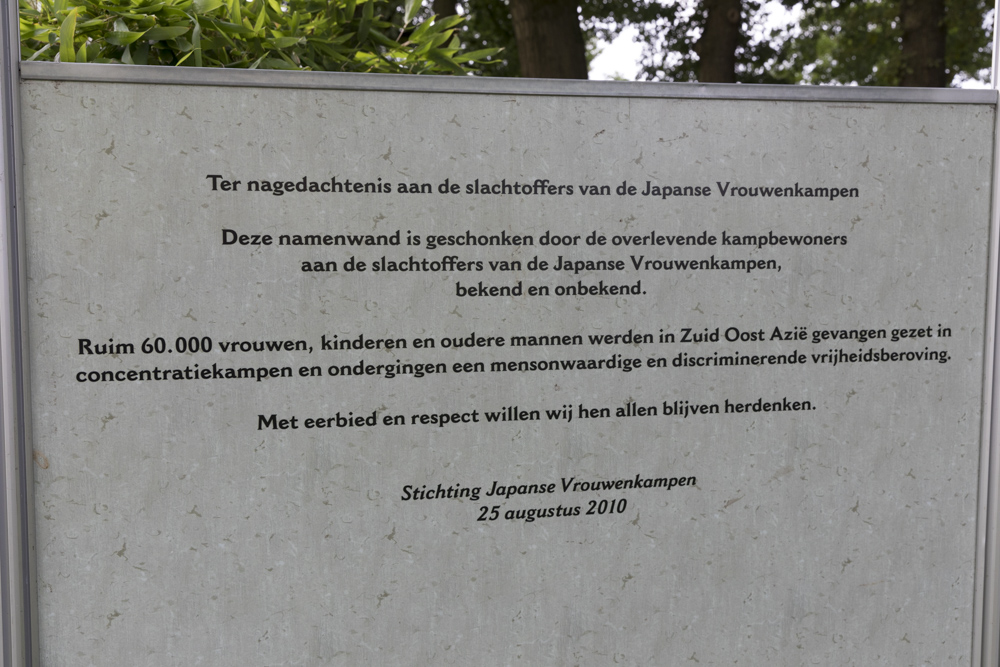 Ter nagedachtenis aan de slachtoffers van de Japanse Vrouwenkampen
Deze namenwand is geschonken door de overlevende kampbewoners
aan de slachtoffers van de Japanse Vrouwenkampen,
bekend en onbekend.
Ruim 60.000 vrouwen, kinderen en oudere mannen werden in Zuid Oost Azië gevangen gezet in
concentratiekampen en ondergingen een mensonwaardige en discriminerende vrijheidsberoving.
Met eerbied en respect willen wij hen allen blijven herdenken.
Stichting Japanse Vrouwenkampen
25 augustus 2010